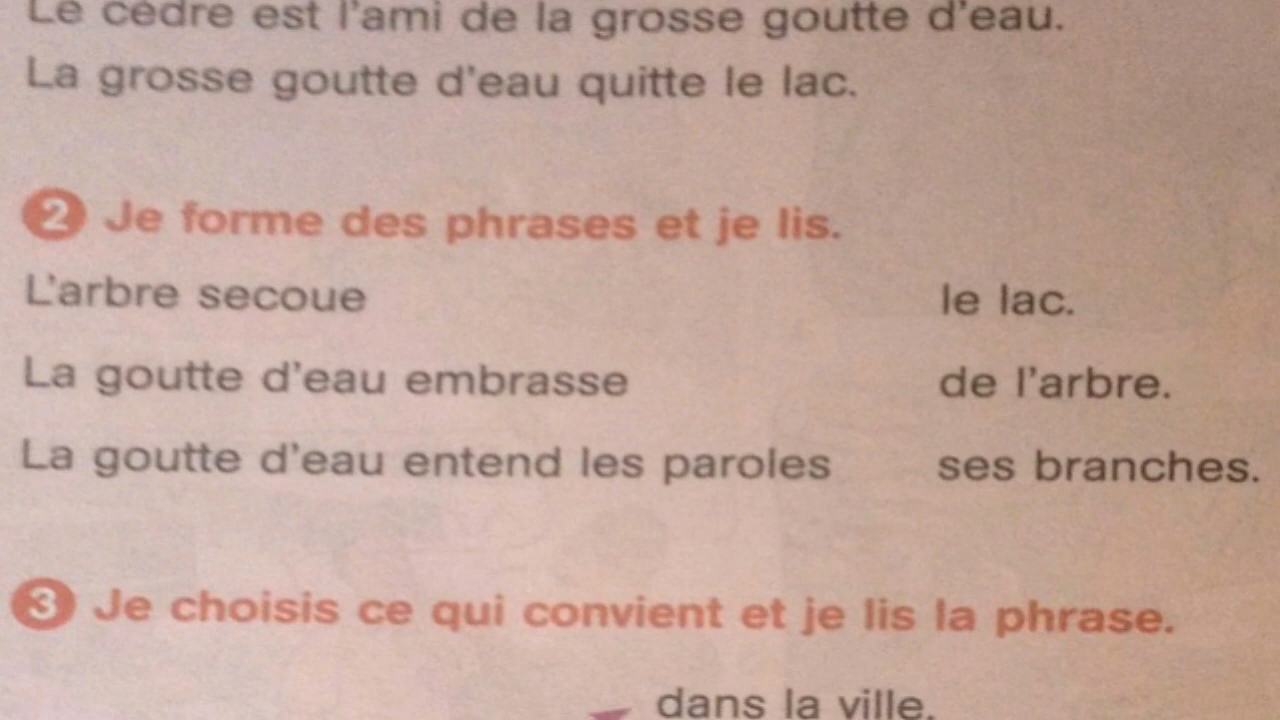 Le cèdre est l'ami de la grosse goutte d'eau.
La grosse goutte d'eau quitte le lac.
2 Je forme des phrases et je lis.
L'arbre secoue le lac.
La goutte d'eau embrasse de l'arbre.
La goutte d'eau entend les paroles ses branches.
3 Je choisis ce qui convient et je lis la phrase.
dans la ville.